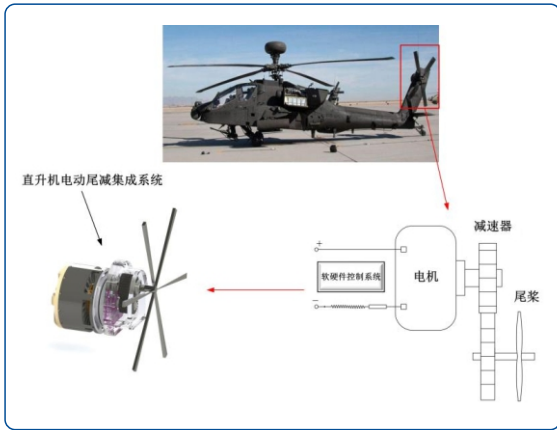 直升机电动尾减集成系统
减速器
+
软硬件控制系统
电机
尾桨
−